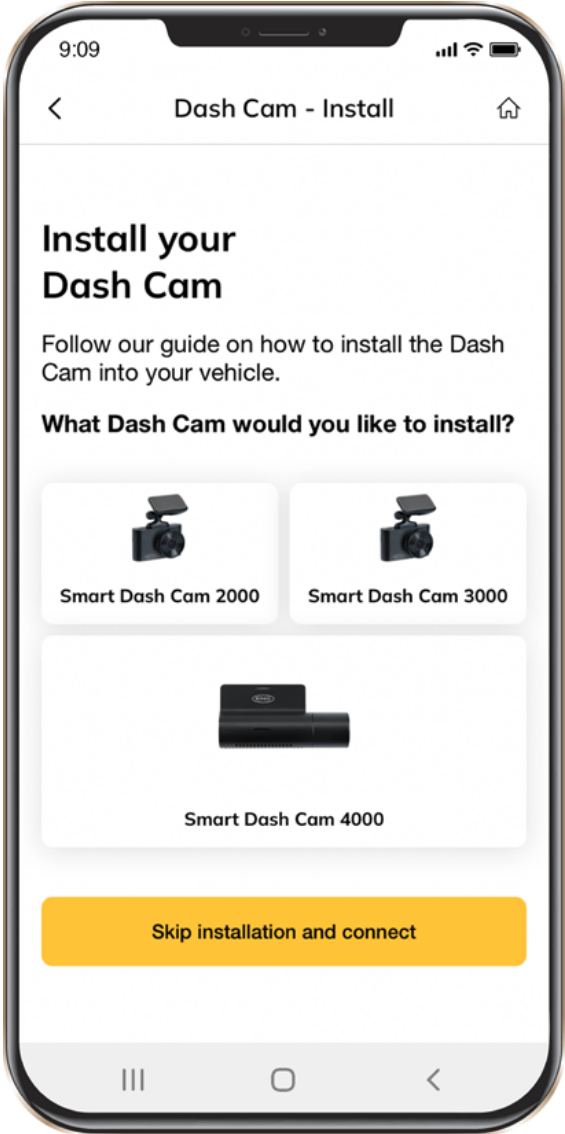 9:09
Dash Cam - Install
Install your
Dash Cam
Follow our guide on how to install the Dash
Cam into your vehicle.
What Dash Cam would you like to install?
Smart Dash Cam 2000
Smart Dash Cam 3000
Smart Dash Cam 4000
Skip installation and connect